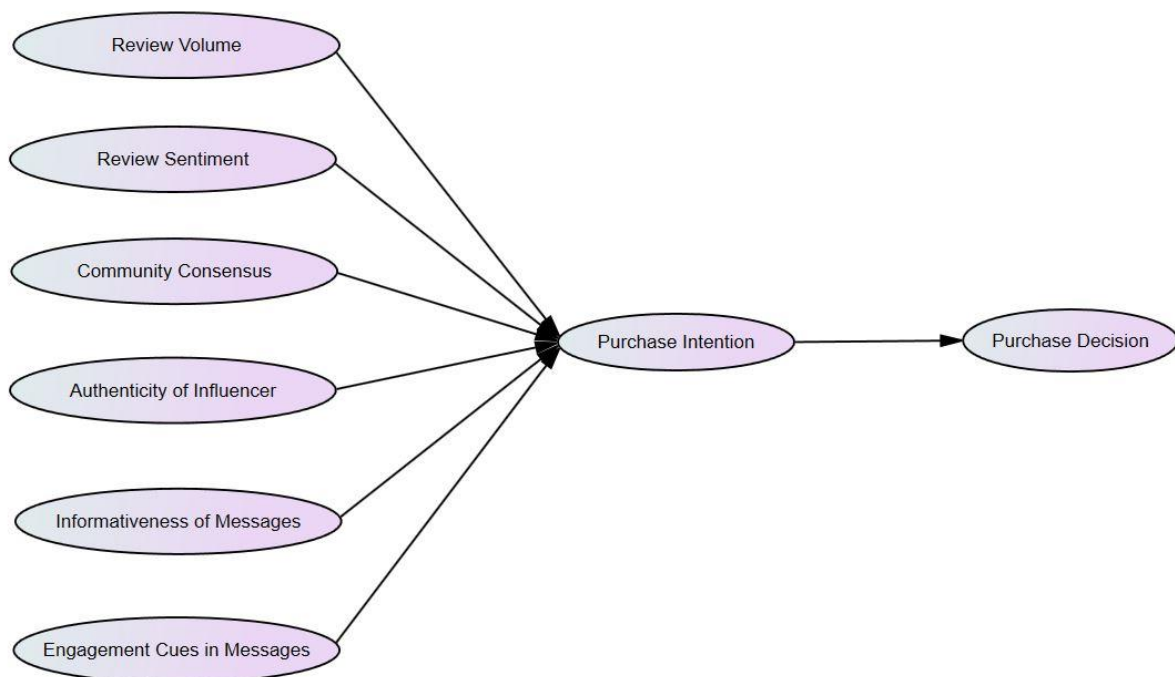 Review Volume
Review Sentiment
Community Consensus
Authenticity of Influencer
Informativeness of Messages
Engagement Cues in Messages
Purchase Intention
Purchase Decision